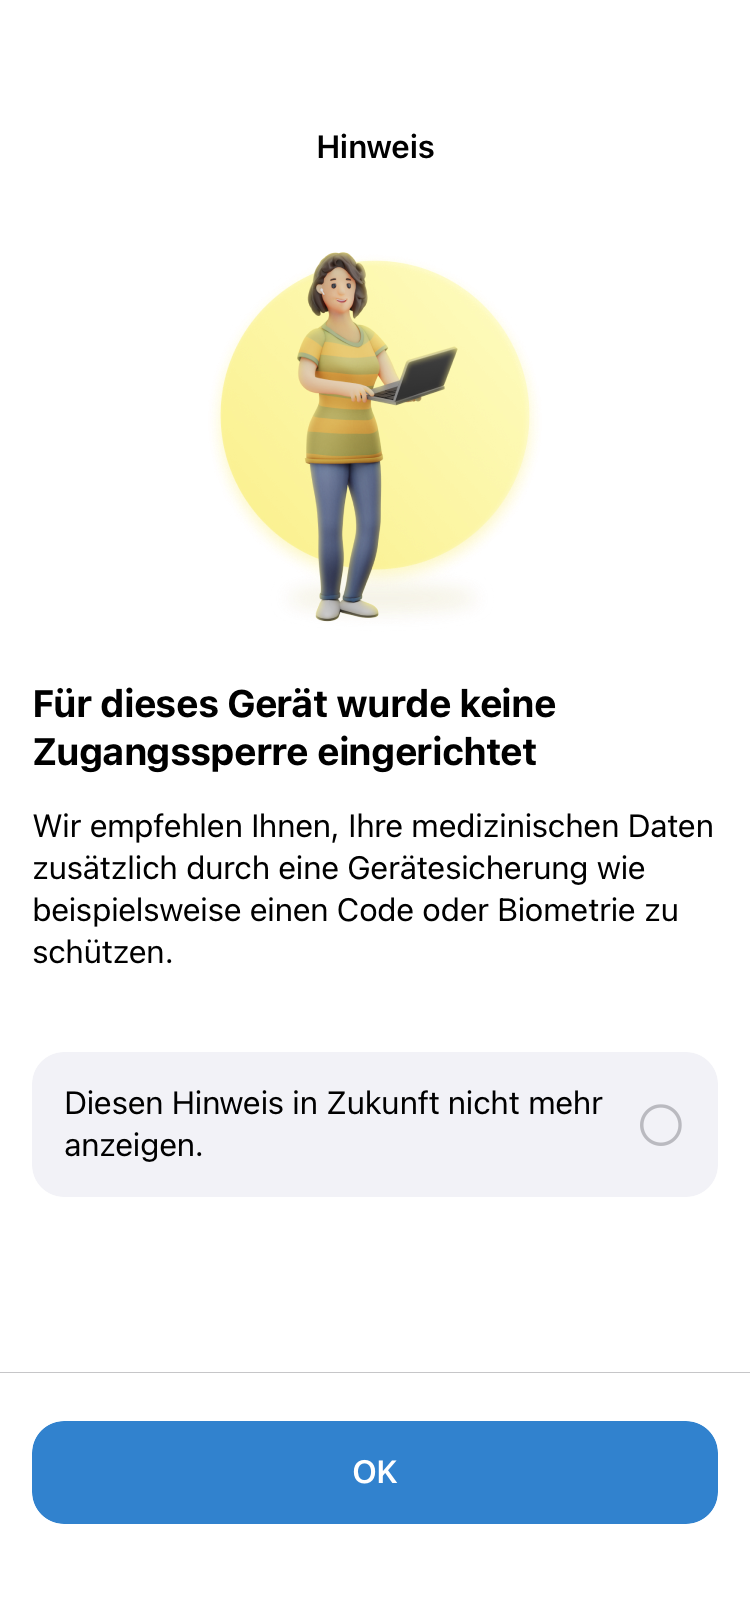 Hinweis
Für dieses Gerät wurde keine
Zugangssperre eingerichtet
Wir empfehlen Ihnen, Ihre medizinischen Daten
zusätzlich durch eine Gerätesicherung wie
beispielsweise einen Code oder Biometrie zu
schützen.
Diesen Hinweis in Zukunft nicht mehr
anzeigen.
OK